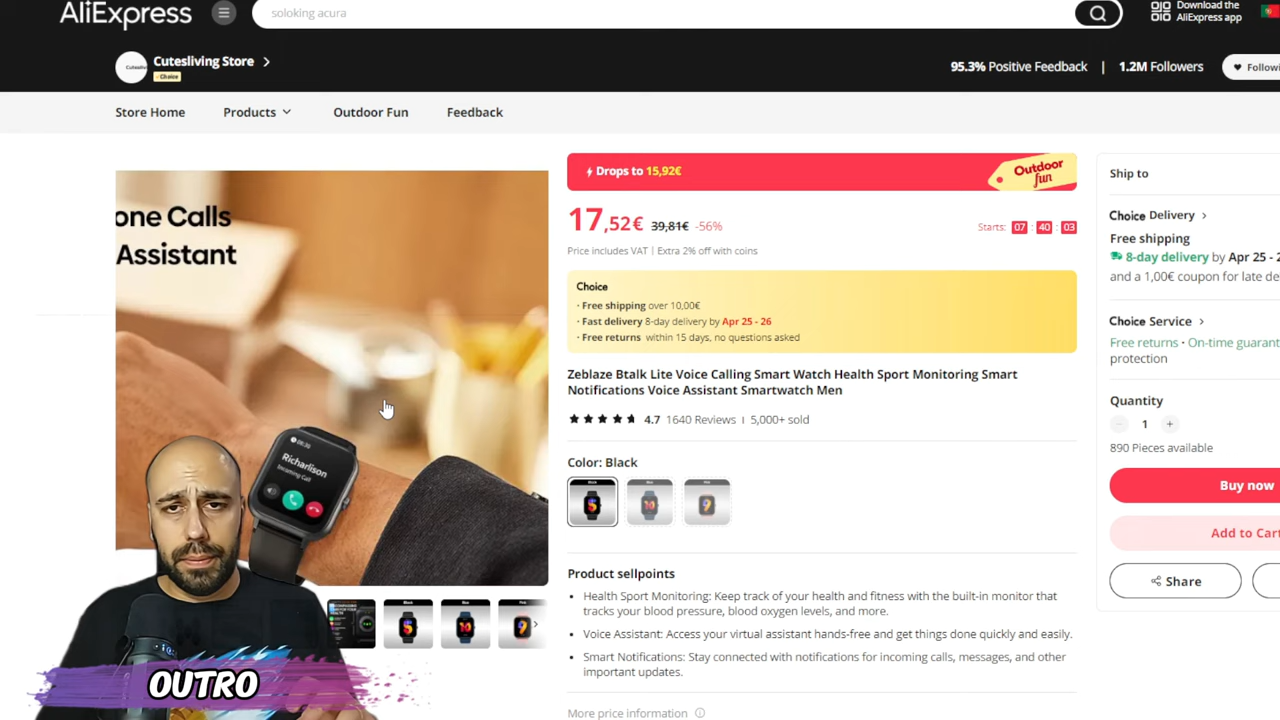 AliExpress
soloking acura
Download the
AliExpress app
Cutesliving Store
Choice
95.3% Positive Feedback | 1.2M Followers
Followi
Store Home
Products
Outdoor Fun
Feedback
one Calls
Assistant
08:30
Richarlison
Incoming Call
Drops to 15,92€
Outdoor
fun
17,52€ 39,81€ -56%
Starts: 07 : 40 : 03
Price includes VAT | Extra 2% off with coins
Choice
· Free shipping over 10,00€
· Fast delivery 8-day delivery by Apr 25 - 26
· Free returns within 15 days, no questions asked
Zeblaze Btalk Lite Voice Calling Smart Watch Health Sport Monitoring Smart
Notifications Voice Assistant Smartwatch Men
4.7 1640 Reviews | 5,000+ sold
Color: Black
Product sellpoints
• Health Sport Monitoring: Keep track of your health and fitness with the built-in monitor that
tracks your blood pressure, blood oxygen levels, and more.
• Voice Assistant: Access your virtual assistant hands-free and get things done quickly and easily.
• Smart Notifications: Stay connected with notifications for incoming calls, messages, and other
important updates.
More price information
Ship to
Choice Delivery
Free shipping
8-day delivery by Apr 25 - 2
and a 1,00€ coupon for late de
Choice Service
Free returns • On-time guarant
protection
Quantity
1
890 Pieces available
Buy now
Add to Cart
Share
OUTRO